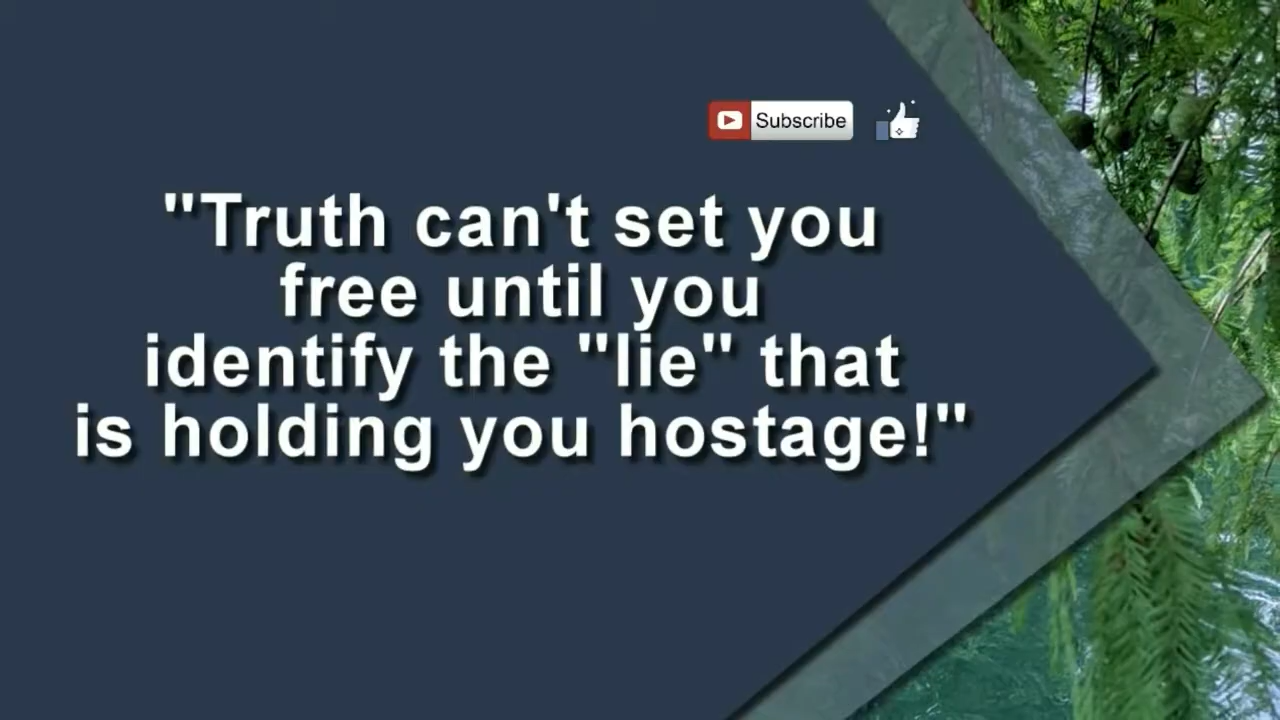 Subscribe
"Truth can't set you
free until you
identify the "lie" that
is holding you hostage!"